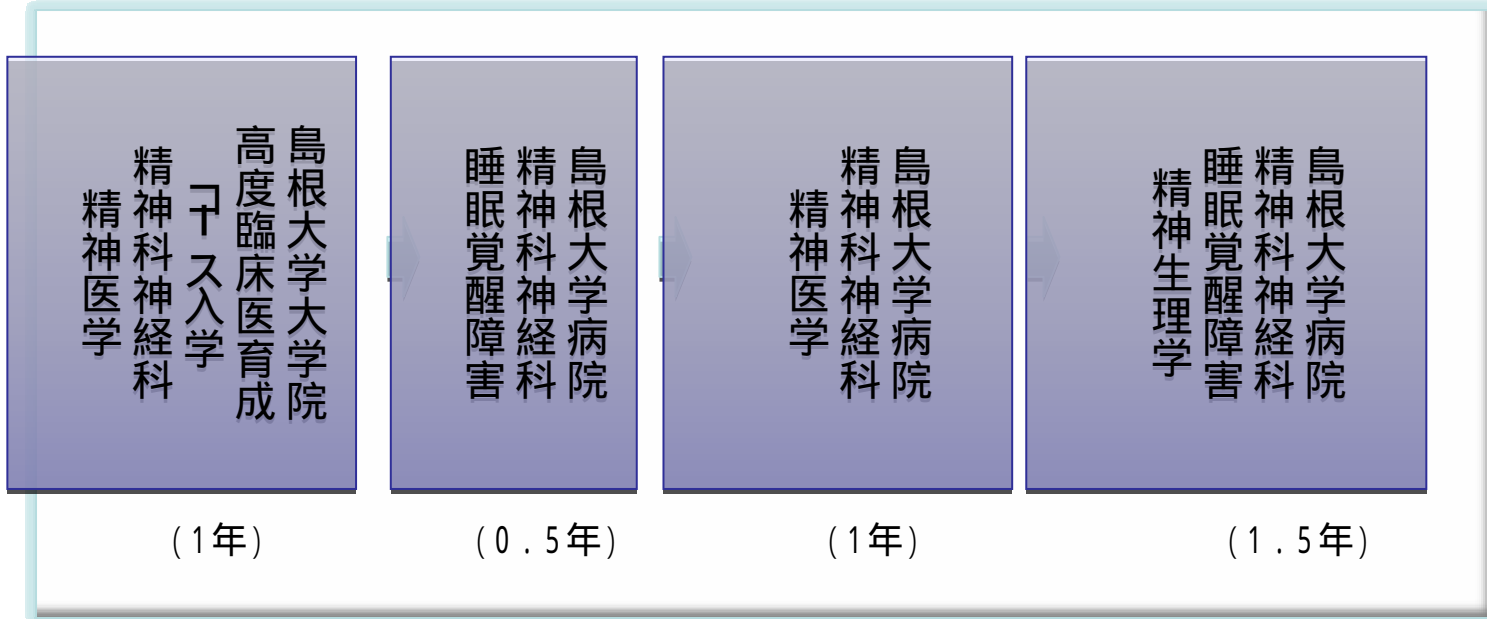 島根大学大学院
高度臨床医育成
コース入学
精神科神経科
精神医学
(1年)
島根大学病院
精神科神経科
睡眠覚醒障害
(0.5年)
島根大学病院
精神科神経科
精神医学
(1年)
島根大学病院
精神科神経科
睡眠覚醒障害
精神生理学
(1.5年)